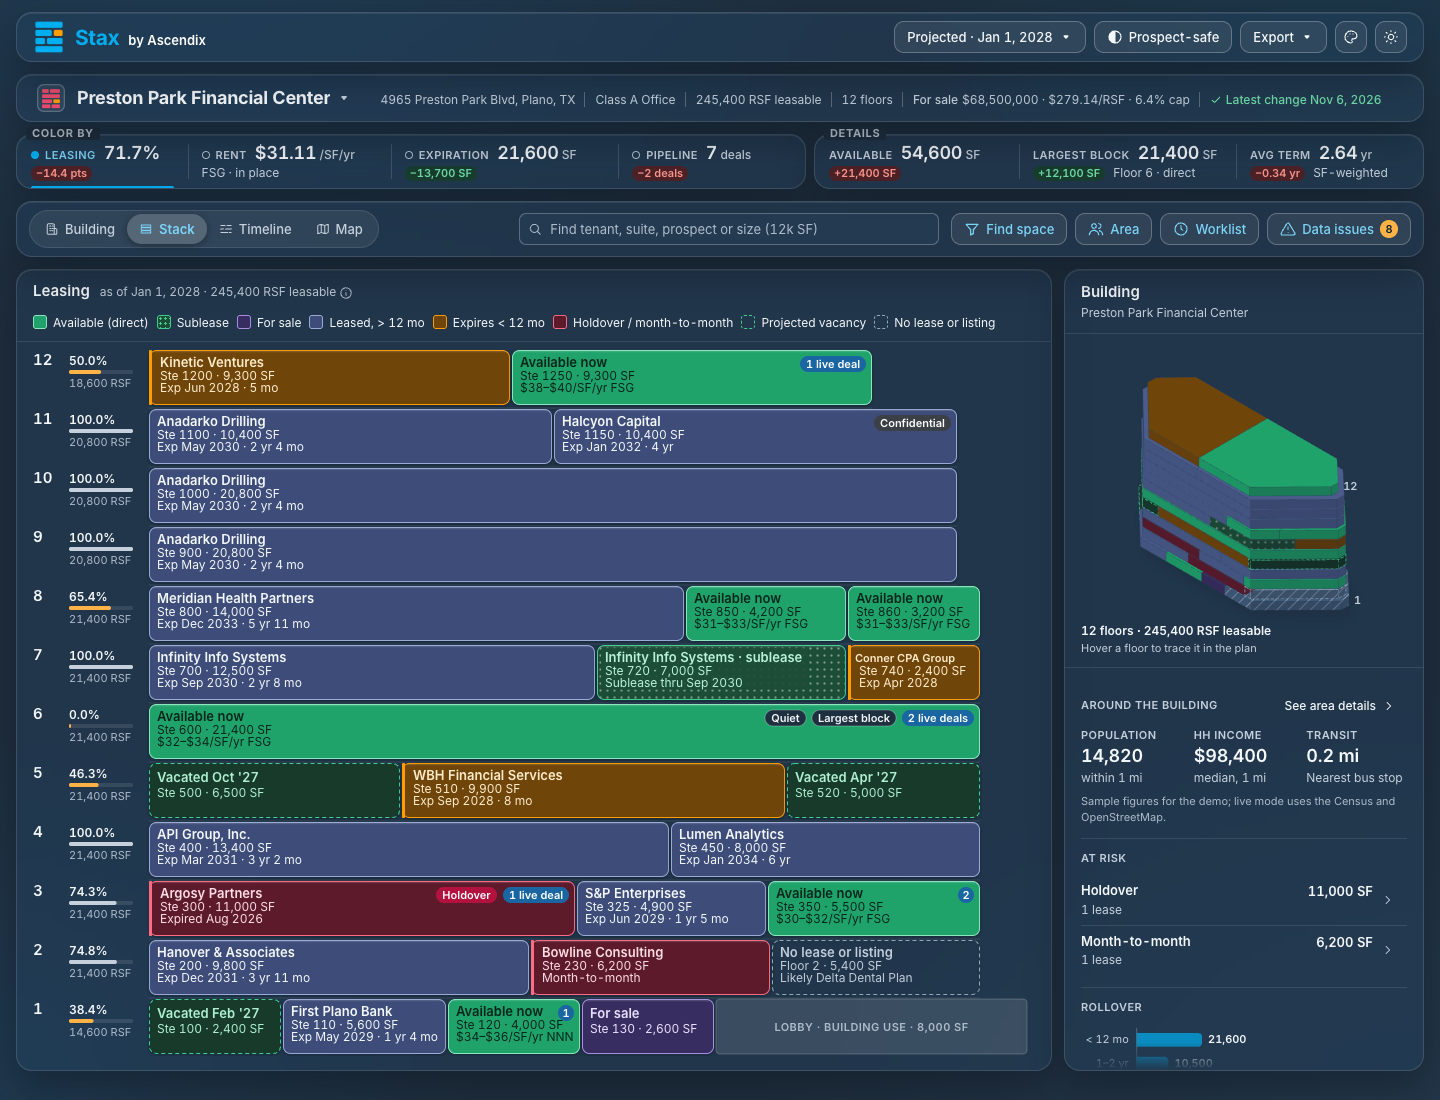 Stax by Ascendix
Projected · Jan 1, 2028
Prospect-safe
Export
Preston Park Financial Center
4965 Preston Park Blvd, Plano, TX
Class A Office
245,400 RSF leasable
12 floors
For sale $68,500,000 · $279.14/RSF · 6.4% cap
✓ Latest change Nov 6, 2026
COLOR BY
LEASING 71.7%
−14.4 pts
RENT $31.11 /SF/yr
FSG · in place
EXPIRATION 21,600 SF
−13,700 SF
PIPELINE 7 deals
−2 deals
DETAILS
AVAILABLE 54,600 SF
+21,400 SF
LARGEST BLOCK 21,400 SF
+12,100 SF Floor 6 · direct
AVG TERM 2.64 yr
−0.34 yr SF-weighted
Building
Stack
Timeline
Map
Find tenant, suite, prospect or size (12k SF)
Find space
Area
Worklist
Data issues 8
Leasing as of Jan 1, 2028 · 245,400 RSF leasable
Available (direct)
Sublease
For sale
Leased, > 12 mo
Expires < 12 mo
Holdover / month-to-month
Projected vacancy
No lease or listing
12 50.0%
18,600 RSF
Kinetic Ventures
Ste 1200 · 9,300 SF
Exp Jun 2028 · 5 mo
Available now
Ste 1250 · 9,300 SF
$38–$40/SF/yr FSG
1 live deal
11 100.0%
20,800 RSF
Anadarko Drilling
Ste 1100 · 10,400 SF
Exp May 2030 · 2 yr 4 mo
Halcyon Capital
Ste 1150 · 10,400 SF
Exp Jan 2032 · 4 yr
Confidential
10 100.0%
20,800 RSF
Anadarko Drilling
Ste 1000 · 20,800 SF
Exp May 2030 · 2 yr 4 mo
9 100.0%
20,800 RSF
Anadarko Drilling
Ste 900 · 20,800 SF
Exp May 2030 · 2 yr 4 mo
8 65.4%
21,400 RSF
Meridian Health Partners
Ste 800 · 14,000 SF
Exp Dec 2033 · 5 yr 11 mo
Available now
Ste 850 · 4,200 SF
$31–$33/SF/yr FSG
Available now
Ste 860 · 3,200 SF
$31–$33/SF/yr FSG
7 100.0%
21,400 RSF
Infinity Info Systems
Ste 700 · 12,500 SF
Exp Sep 2030 · 2 yr 8 mo
Infinity Info Systems · sublease
Ste 720 · 7,000 SF
Sublease thru Sep 2030
Conner CPA Group
Ste 740 · 2,400 SF
Exp Apr 2028
6 0.0%
21,400 RSF
Available now
Ste 600 · 21,400 SF
$32–$34/SF/yr FSG
Quiet
Largest block
2 live deals
5 46.3%
21,400 RSF
Vacated Oct '27
Ste 500 · 6,500 SF
WBH Financial Services
Ste 510 · 9,900 SF
Exp Sep 2028 · 8 mo
Vacated Apr '27
Ste 520 · 5,000 SF
4 100.0%
21,400 RSF
API Group, Inc.
Ste 400 · 13,400 SF
Exp Mar 2031 · 3 yr 2 mo
Lumen Analytics
Ste 450 · 8,000 SF
Exp Jan 2034 · 6 yr
3 74.3%
21,400 RSF
Argosy Partners
Ste 300 · 11,000 SF
Expired Aug 2026
Holdover
1 live deal
S&P Enterprises
Ste 325 · 4,900 SF
Exp Jun 2029 · 1 yr 5 mo
Available now
Ste 350 · 5,500 SF
$30–$32/SF/yr FSG
2
2 74.8%
21,400 RSF
Hanover & Associates
Ste 200 · 9,800 SF
Exp Dec 2031 · 3 yr 11 mo
Bowline Consulting
Ste 230 · 6,200 SF
Month-to-month
No lease or listing
Floor 2 · 5,400 SF
Likely Delta Dental Plan
1 38.4%
14,600 RSF
Vacated Feb '27
Ste 100 · 2,400 SF
First Plano Bank
Ste 110 · 5,600 SF
Exp May 2029 · 1 yr 4 mo
Available now
Ste 120 · 4,000 SF
$34–$36/SF/yr NNN
1
For sale
Ste 130 · 2,600 SF
LOBBY · BUILDING USE · 8,000 SF
Building
Preston Park Financial Center
12
1
12 floors · 245,400 RSF leasable
Hover a floor to trace it in the plan
AROUND THE BUILDING
See area details
POPULATION
14,820
within 1 mi
HH INCOME
$98,400
median, 1 mi
TRANSIT
0.2 mi
Nearest bus stop
Sample figures for the demo; live mode uses the Census and
OpenStreetMap.
AT RISK
Holdover 11,000 SF
1 lease
Month-to-month 6,200 SF
1 lease
ROLLOVER
< 12 mo 21,600
1–2 yr 10,500